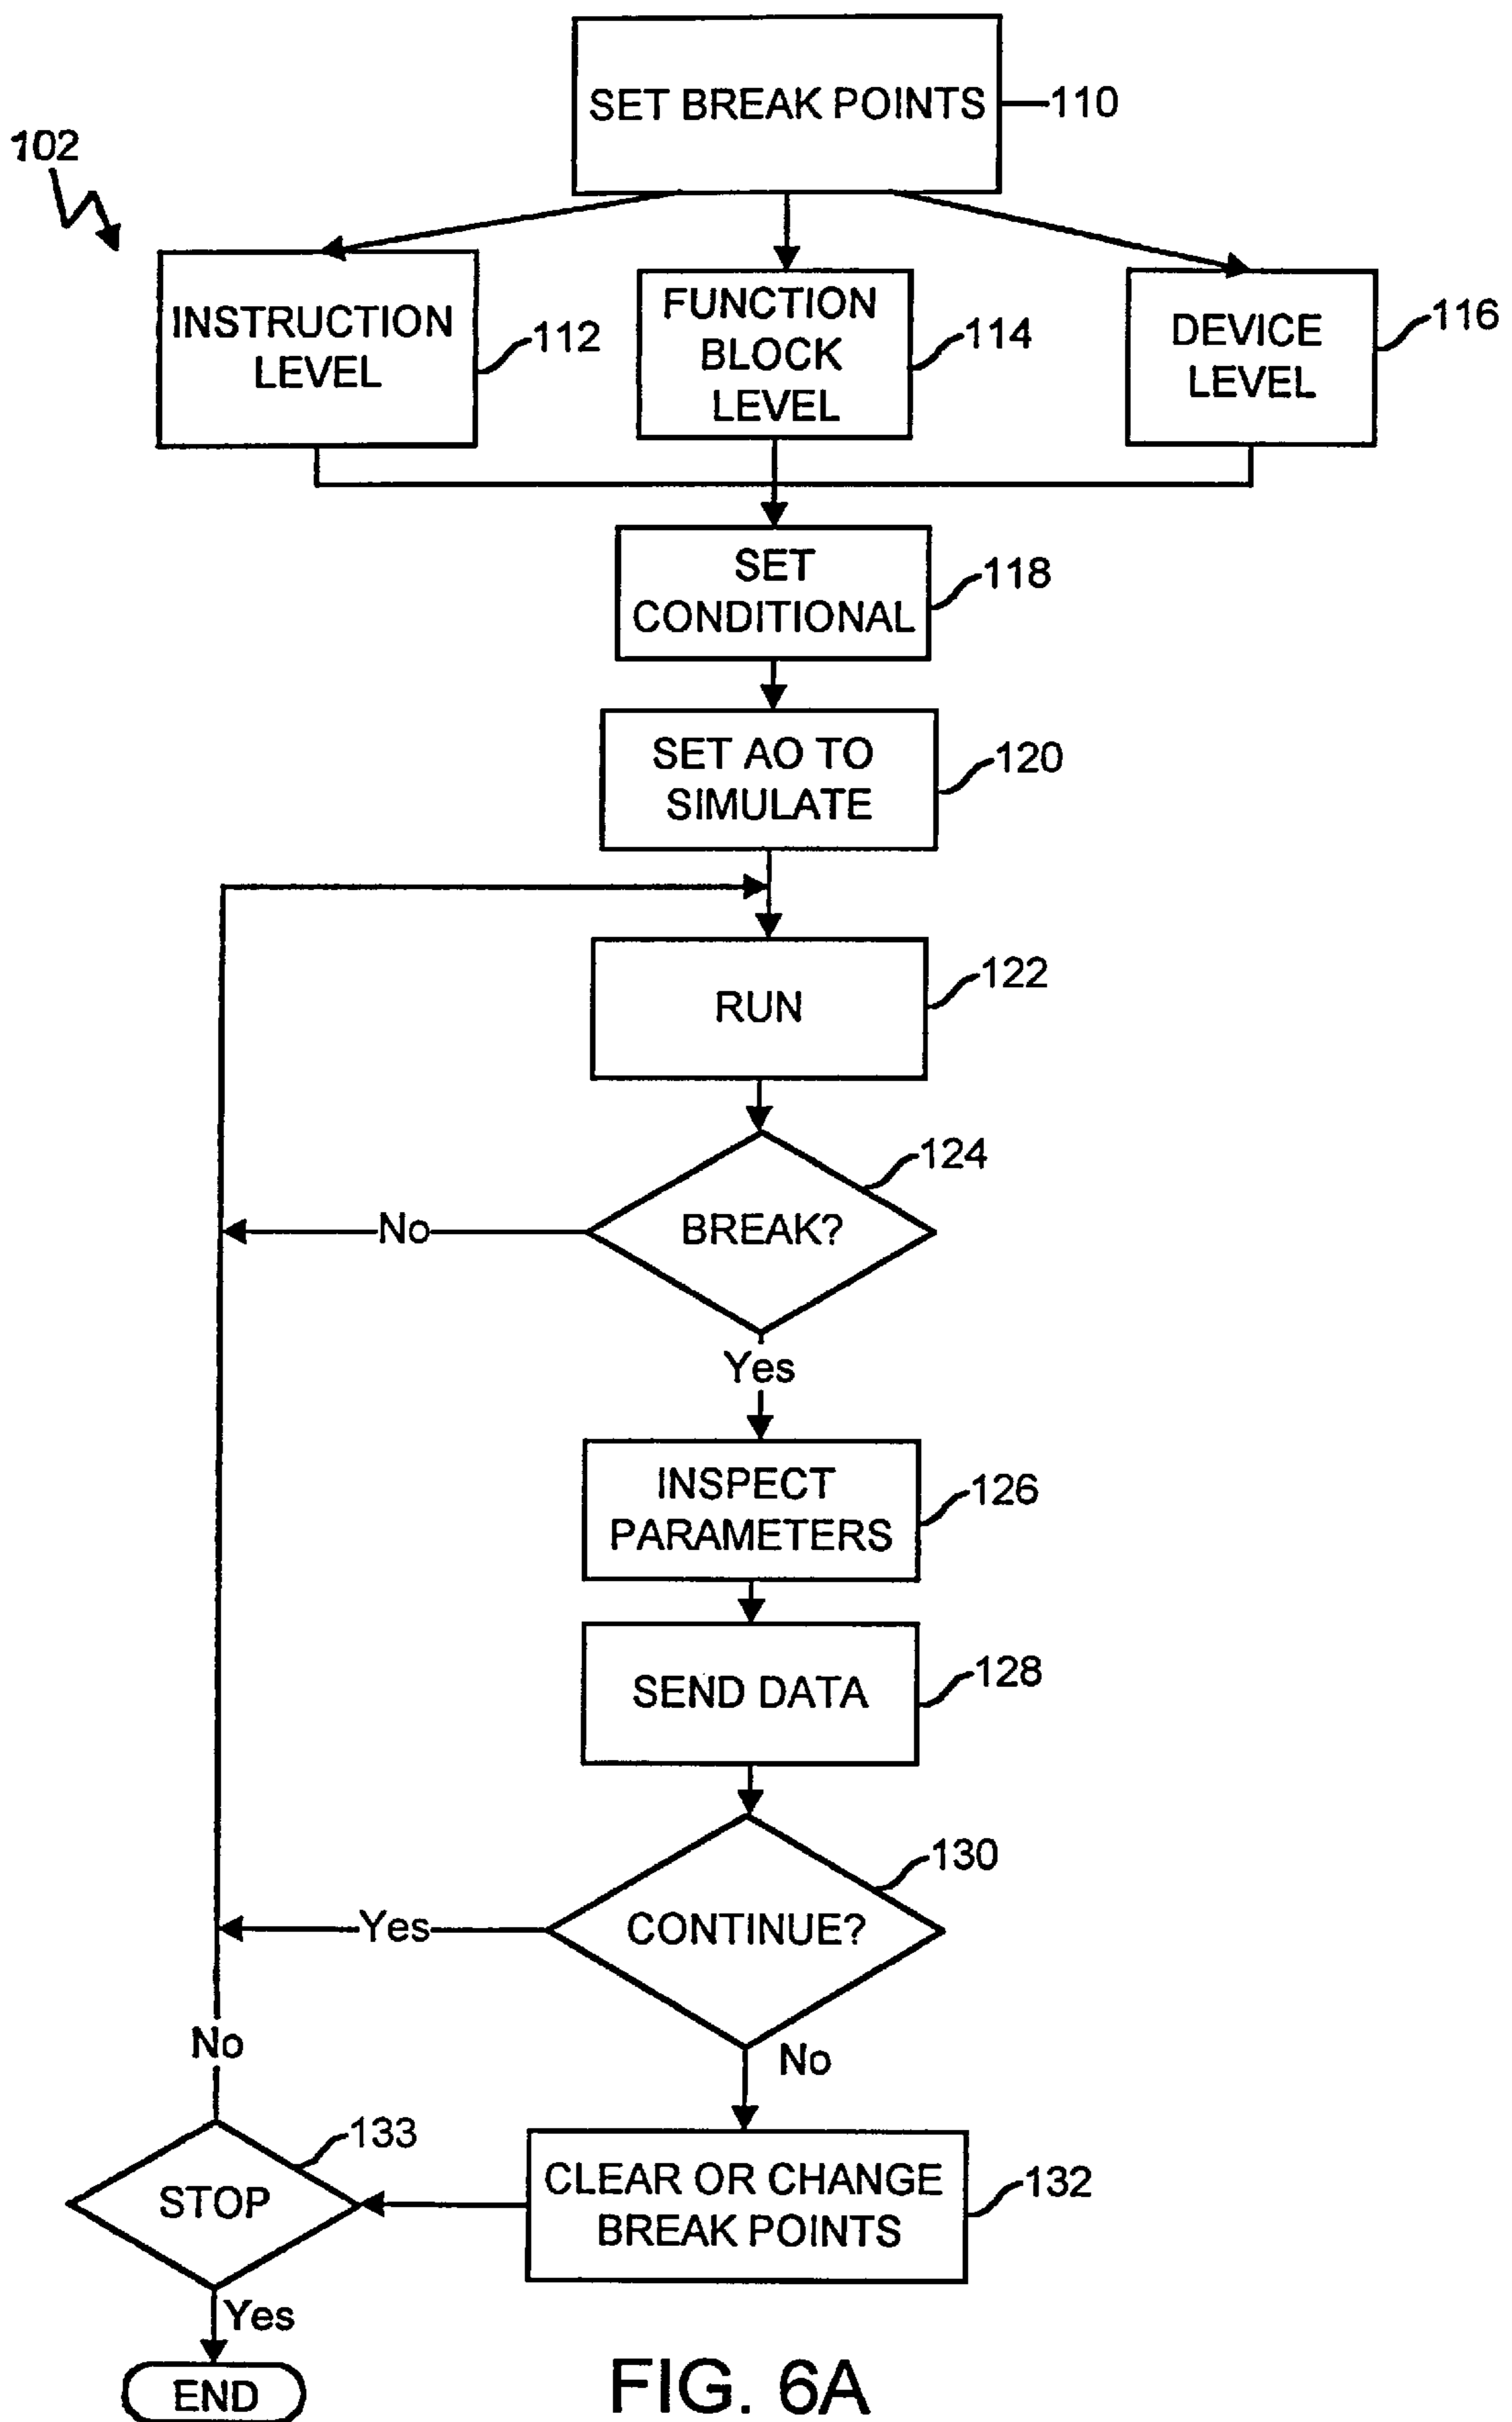 SET BREAK POINTS
110
102
INSTRUCTION
LEVEL
112
FUNCTION
BLOCK
LEVEL
114
DEVICE
LEVEL
116
SET
CONDITIONAL
118
SET AO TO
SIMULATE
120
RUN
122
BREAK?
124
No
Yes
INSPECT
PARAMETERS
126
SEND DATA
128
CONTINUE?
130
Yes
No
No
CLEAR OR CHANGE
BREAK POINTS
132
STOP
133
Yes
END
FIG. 6A